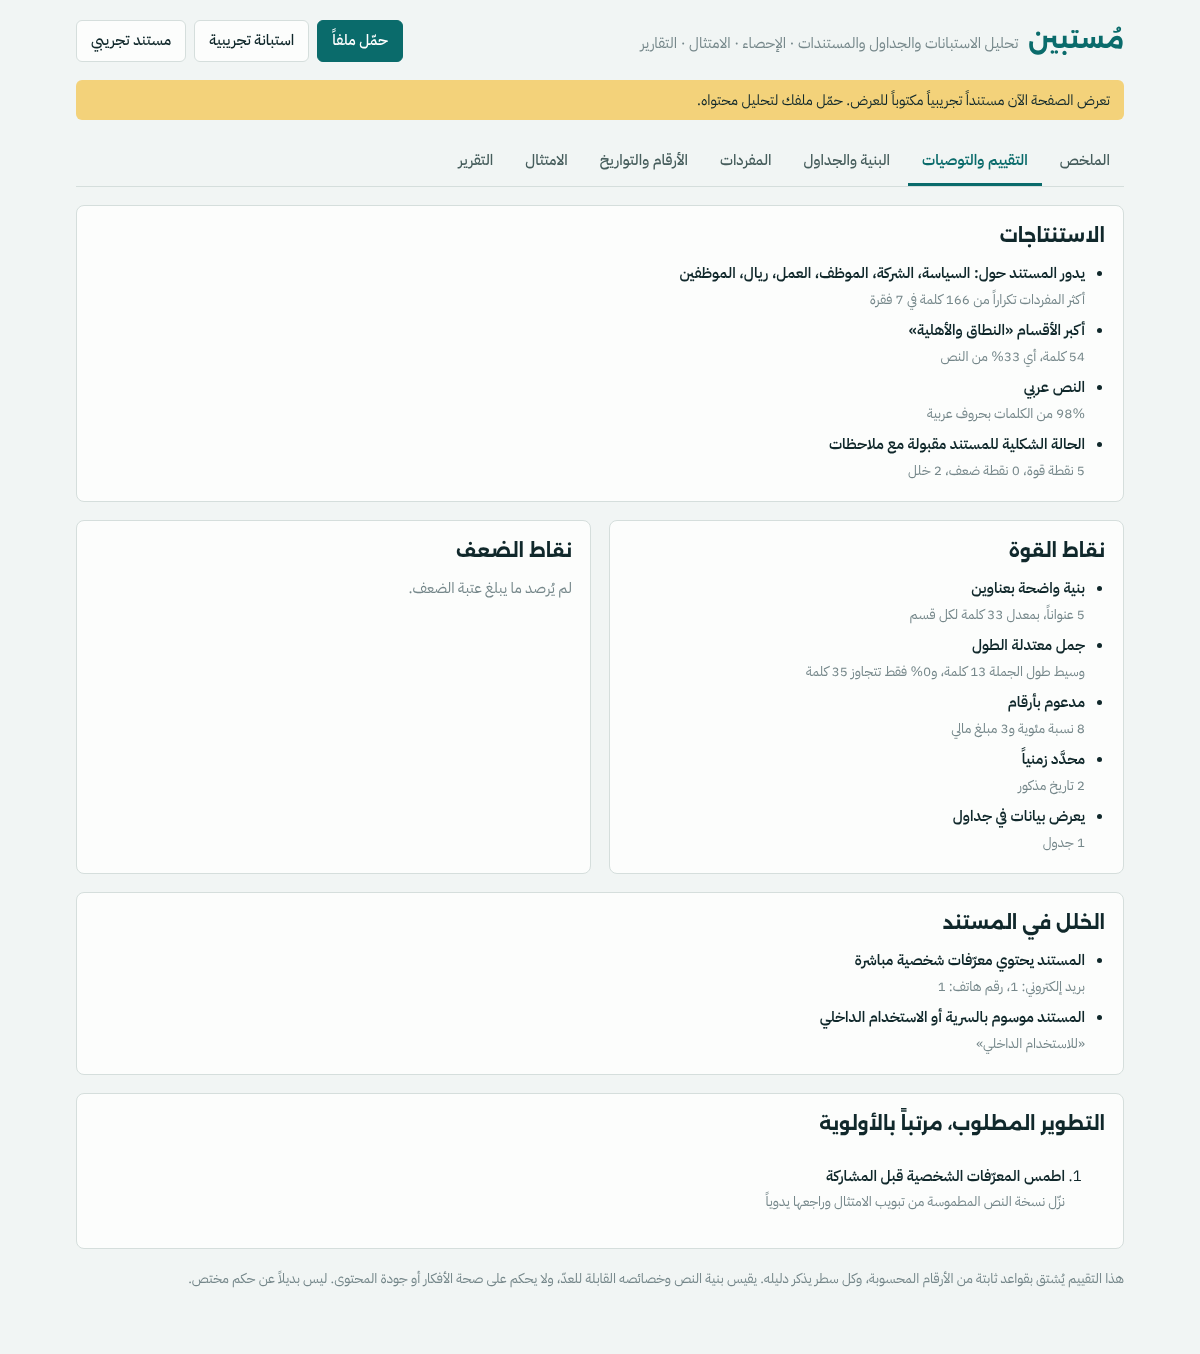 مُستبين
تحليل الاستبانات والجداول والمستندات · الإحصاء · الامتثال · التقارير
حمّل ملفاً
استبانة تجريبية
مستند تجريبي
تعرض الصفحة الآن مستنداً تجريبياً مكتوباً للعرض. حمّل ملفك لتحليل محتواه.
الملخص
التقييم والتوصيات
البنية والجداول
المفردات
الأرقام والتواريخ
الامتثال
التقرير
الاستنتاجات
يدور المستند حول: السياسة، الشركة، الموظف، العمل، ريال، الموظفين
أكثر المفردات تكراراً من 166 كلمة في 7 فقرة
أكبر الأقسام «النطاق والأهلية»
54 كلمة، أي 33% من النص
النص عربي
98% من الكلمات بحروف عربية
الحالة الشكلية للمستند مقبولة مع ملاحظات
5 نقطة قوة، 0 نقطة ضعف، 2 خلل
نقاط القوة
بنية واضحة بعناوين
5 عنواناً، بمعدل 33 كلمة لكل قسم
جمل معتدلة الطول
وسيط طول الجملة 13 كلمة، و0% فقط تتجاوز 35 كلمة
مدعوم بأرقام
8 نسبة مئوية و3 مبلغ مالي
محدَّد زمنياً
2 تاريخ مذكور
يعرض بيانات في جداول
1 جدول
نقاط الضعف
لم يُرصد ما يبلغ عتبة الضعف.
الخلل في المستند
المستند يحتوي معرّفات شخصية مباشرة
بريد إلكتروني: 1، رقم هاتف: 1
المستند موسوم بالسرية أو الاستخدام الداخلي
«للاستخدام الداخلي»
التطوير المطلوب، مرتباً بالأولوية
1. اطمس المعرّفات الشخصية قبل المشاركة
نزّل نسخة النص المطموسة من تبويب الامتثال وراجعها يدوياً
هذا التقييم يُشتق بقواعد ثابتة من الأرقام المحسوبة، وكل سطر يذكر دليله. يقيس بنية النص وخصائصه القابلة للعدّ، ولا يحكم على صحة الأفكار أو جودة المحتوى. ليس بديلاً عن حكم مختص.